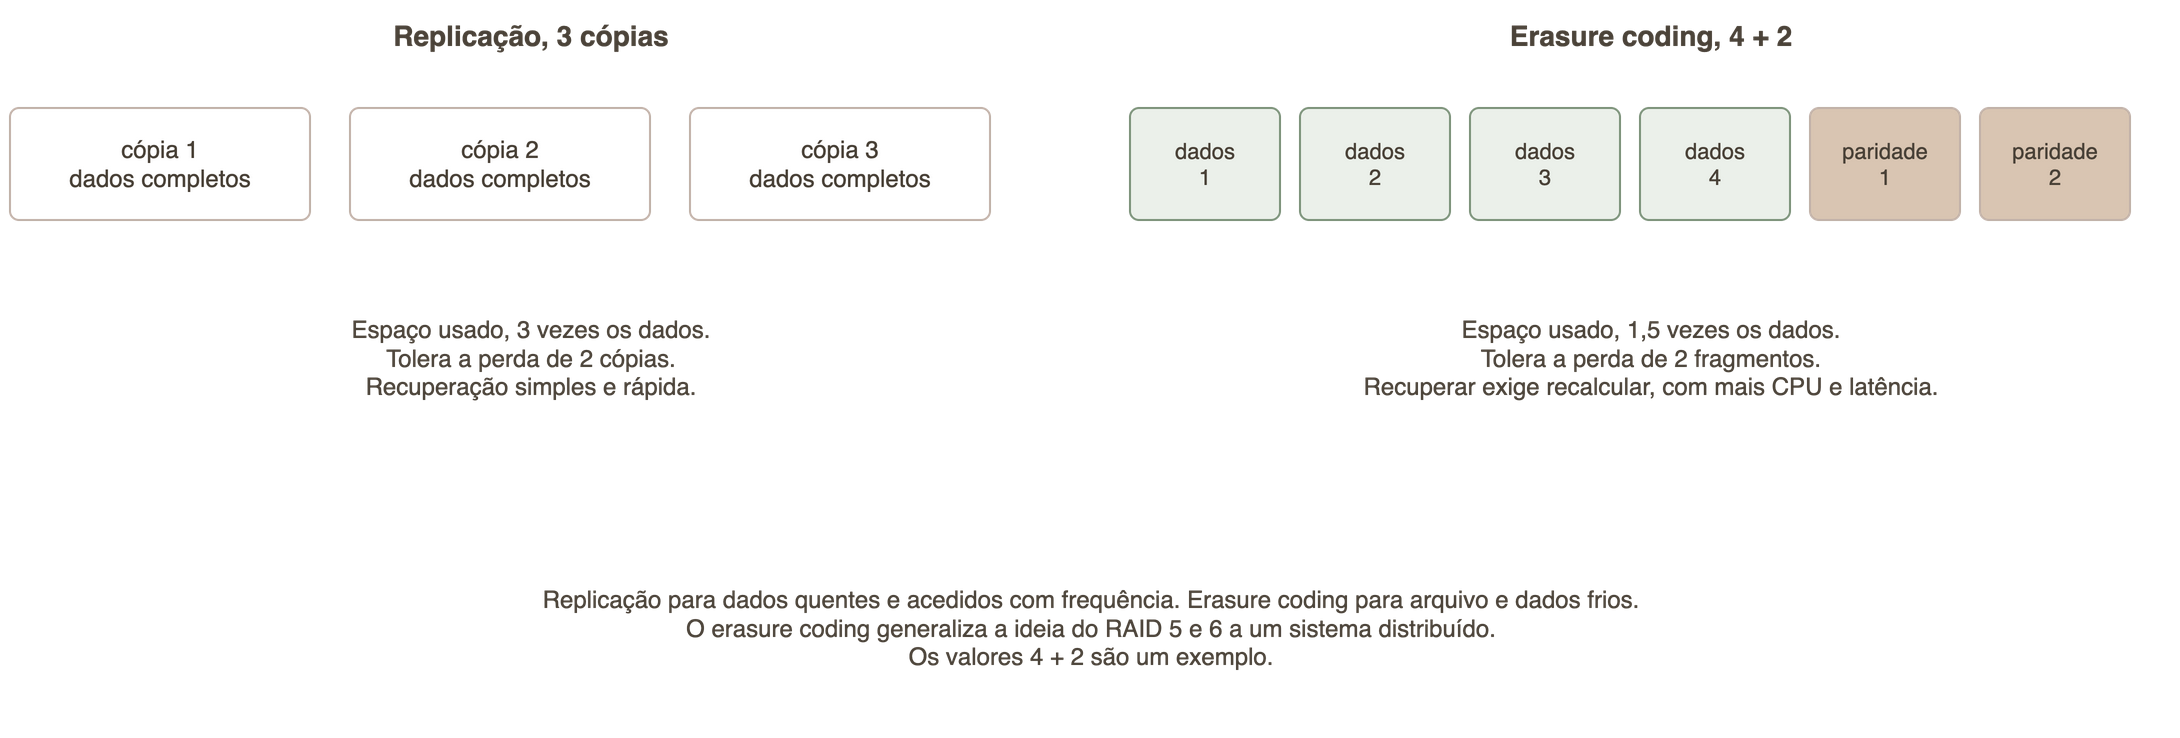 Replicação, 3 cópias
cópia 1
dados completos
cópia 2
dados completos
cópia 3
dados completos
Espaço usado, 3 vezes os dados.
Tolera a perda de 2 cópias.
Recuperação simples e rápida.
Erasure coding, 4 + 2
dados
1
dados
2
dados
3
dados
4
paridade
1
paridade
2
Espaço usado, 1,5 vezes os dados.
Tolera a perda de 2 fragmentos.
Recuperar exige recalcular, com mais CPU e latência.
Replicação para dados quentes e acedidos com frequência. Erasure coding para arquivo e dados frios.
O erasure coding generaliza a ideia do RAID 5 e 6 a um sistema distribuído.
Os valores 4 + 2 são um exemplo.